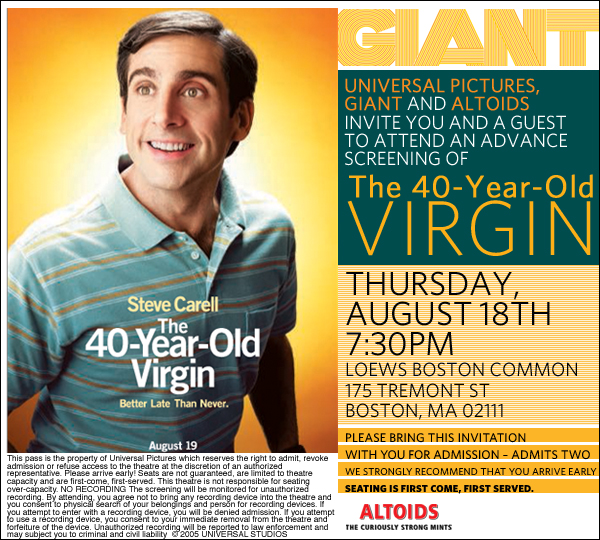 Steve Carell
The
40-Year-Old
Virgin
Better Late Than Never.
August 19
This pass is the property of Universal Pictures which reserves the right to admit, revoke
admission or refuse access to the theatre at the discretion of an authorized
representative. Please arrive early! Seats are not guaranteed, are limited to theatre
capacity and are first-come, first-served. This theatre is not responsible for seating
over-capacity. NO RECORDING The screening will be monitored for unauthorized
recording. By attending, you agree not to bring any recording device into the theatre and
you consent to physical search of your belongings and person for recording devices. If
you attempt to enter with a recording device, you will be denied admission. If you attempt
to use a recording device, you consent to your immediate removal from the theatre and
forfeiture of the device. Unauthorized recording will be reported to law enforcement and
may subject you to criminal and civil liability ©2005 UNIVERSAL STUDIOS
GIANT
UNIVERSAL PICTURES,
GIANT AND ALTOIDS
INVITE YOU AND A GUEST
TO ATTEND AN ADVANCE
SCREENING OF
The 40-Year-Old
VIRGIN
THURSDAY,
AUGUST 18TH
7:30PM
LOEWS BOSTON COMMON
175 TREMONT ST
BOSTON, MA 02111
PLEASE BRING THIS INVITATION
WITH YOU FOR ADMISSION – ADMITS TWO
WE STRONGLY RECOMMEND THAT YOU ARRIVE EARLY
SEATING IS FIRST COME, FIRST SERVED.
ALTOIDS
THE CURIOUSLY STRONG MINTS